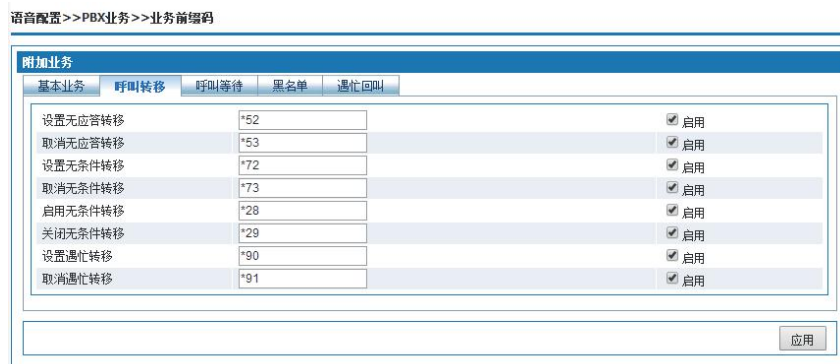 语音配置>>PBX业务>>业务前缀码
附加业务
基本业务 呼叫转移 呼叫等待 黑名单 遇忙回叫
设置无应答转移 *52 启用
取消无应答转移 *53 启用
设置无条件转移 *72 启用
取消无条件转移 *73 启用
启用无条件转移 *28 启用
关闭无条件转移 *29 启用
设置遇忙转移 *90 启用
取消遇忙转移 *91 启用
应用